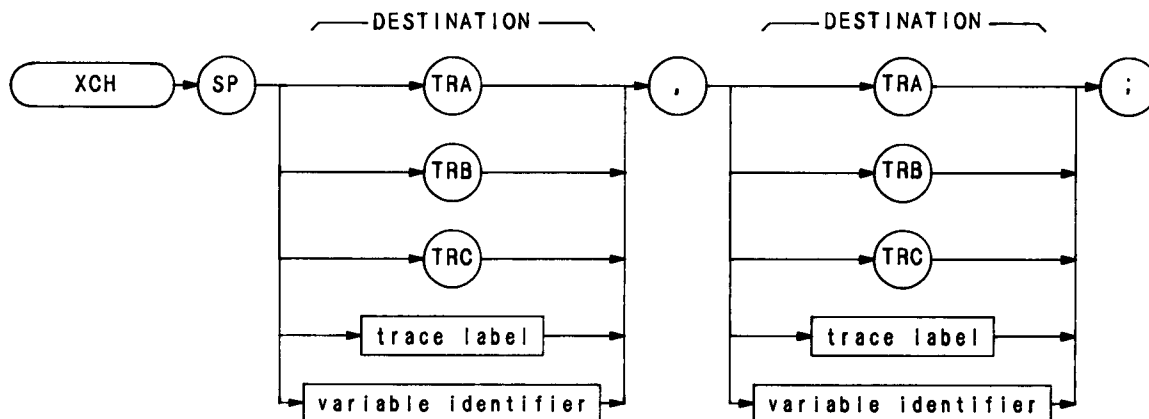 DESTINATION DESTINATION
XCH SP TRA , TRA ;
TRB TRB
TRC TRC
trace label trace label
variable identifier variable identifier